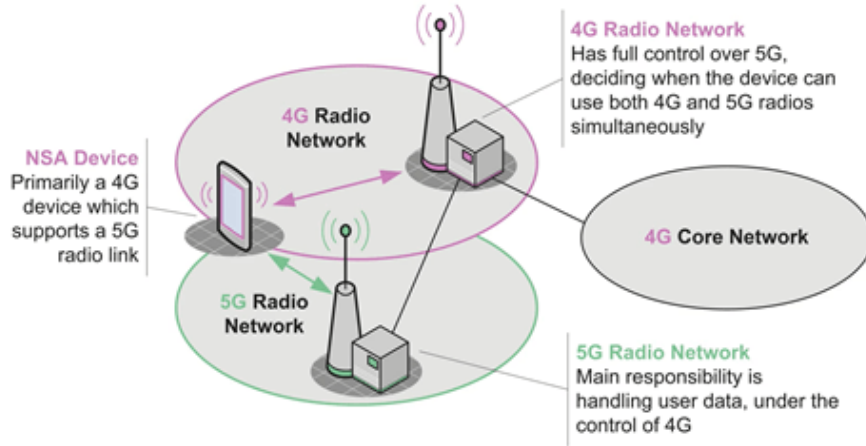 4G Radio Network
Has full control over 5G,
deciding when the device can
use both 4G and 5G radios
simultaneously
4G Radio
Network
NSA Device
Primarily a 4G
device which
supports a 5G
radio link
4G Core Network
5G Radio
Network
5G Radio Network
Main responsibility is
handling user data, under the
control of 4G